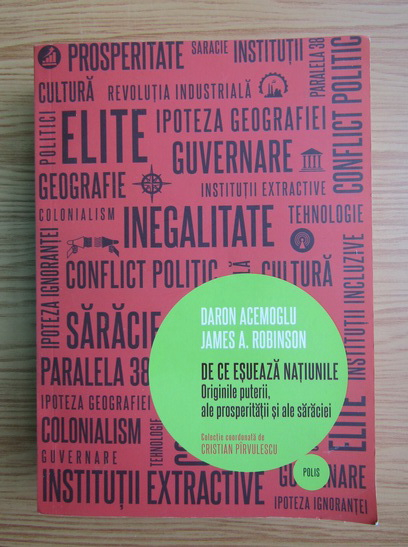 PROSPERITATE
SARACIE
INSTITUȚII
PARALELA 38
CONFLICT POLITIC
CULTURĂ
REVOLUȚIA INDUSTRIALĂ
POLITICI
ELITE
IPOTEZA GEOGRAFIEI
GUVERNARE
GEOGRAFIE
INSTITUȚII EXTRACTIVE
COLONIALISM
INEGALITATE
TEHNOLOGIE
IPOTEZA IGNORANȚEI
CONFLICT POLITIC
CULTURĂ
INSTITUȚII INCLUZIVE
SĂRĂCIE
DARON ACEMOGLU
JAMES A. ROBINSON
DE CE EȘUEAZĂ NAȚIUNILE
Originile puterii,
ale prosperității și ale sărăciei
Colecție coordonată de
CRISTIAN PÎRVULESCU
POLIS
PARALELA 38
IPOTEZA GEOGRAFIEI
COLONIALISM
TEHNOLOGIE
ELITE
GUVERNARE
GUVERNARE
INSTITUȚII EXTRACTIVE
IPOTEZA IGNORANȚEI